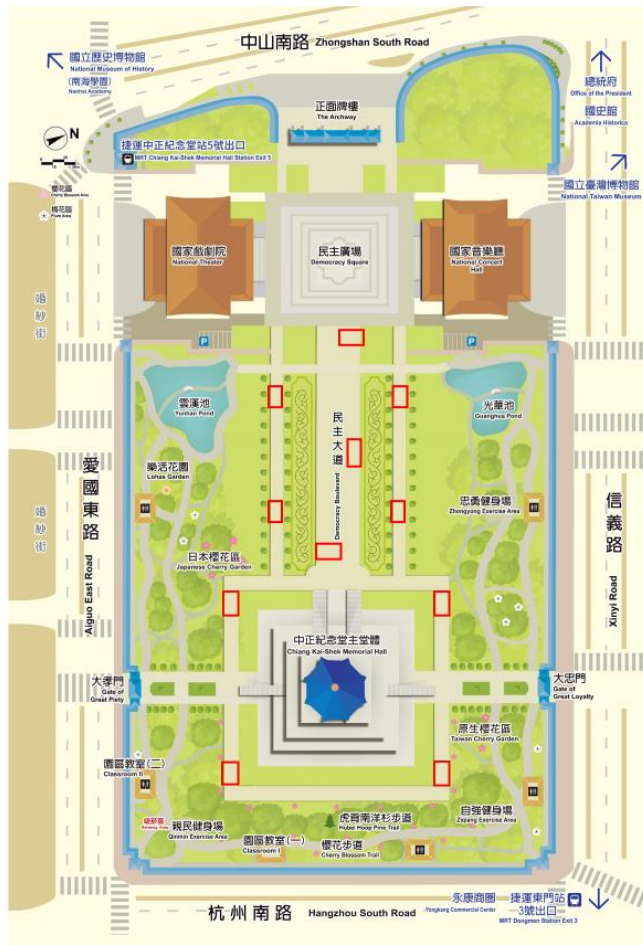 中山南路 Zhongshan South Road
國立歷史博物館
National Museum of History
(南海學園)
Nanhai Academy
總統府
Office of the President
國史館
Academia Historica
國立臺灣博物館
National Taiwan Museum
正面牌樓
The Archway
N
捷運中正紀念堂站5號出口
MRT Chiang Kai-Shek Memorial Hall Station Exit 5
櫻花區
Cherry Blossom Area
梅花區
Plum Area
國家戲劇院
National Theater
民主廣場
Democracy Square
國家音樂廳
National Concert
Hall
婚紗街
P
P
雲漢池
Yunhan Pond
光華池
Guanghua Pond
民主大道
Democracy Boulevard
樂活花園
Lohas Garden
忠勇健身場
Zhongyong Exercise Area
愛國東路
Aiguo East Road
信義路
Xinyi Road
婚紗街
日本櫻花區
Japanese Cherry Garden
中正紀念堂主堂體
Chiang Kai-Shek Memorial Hall
大孝門
Gate of
Great Piety
大忠門
Gate of
Great Loyalty
原生櫻花區
Taiwan Cherry Garden
園區教室(二)
Classroom II
吸菸區
Smoking Area
親民健身場
Qinmin Exercise Area
虎背南洋杉步道
Hubei Hoop Pine Trail
自強健身場
Ziqiang Exercise Area
園區教室(一)
Classroom I
櫻花步道
Cherry Blossom Trail
永康商圈
Yongkang Commercial Center
捷運東門站
3號出口
MRT Dongmen Station Exit 3
杭州南路 Hangzhou South Road